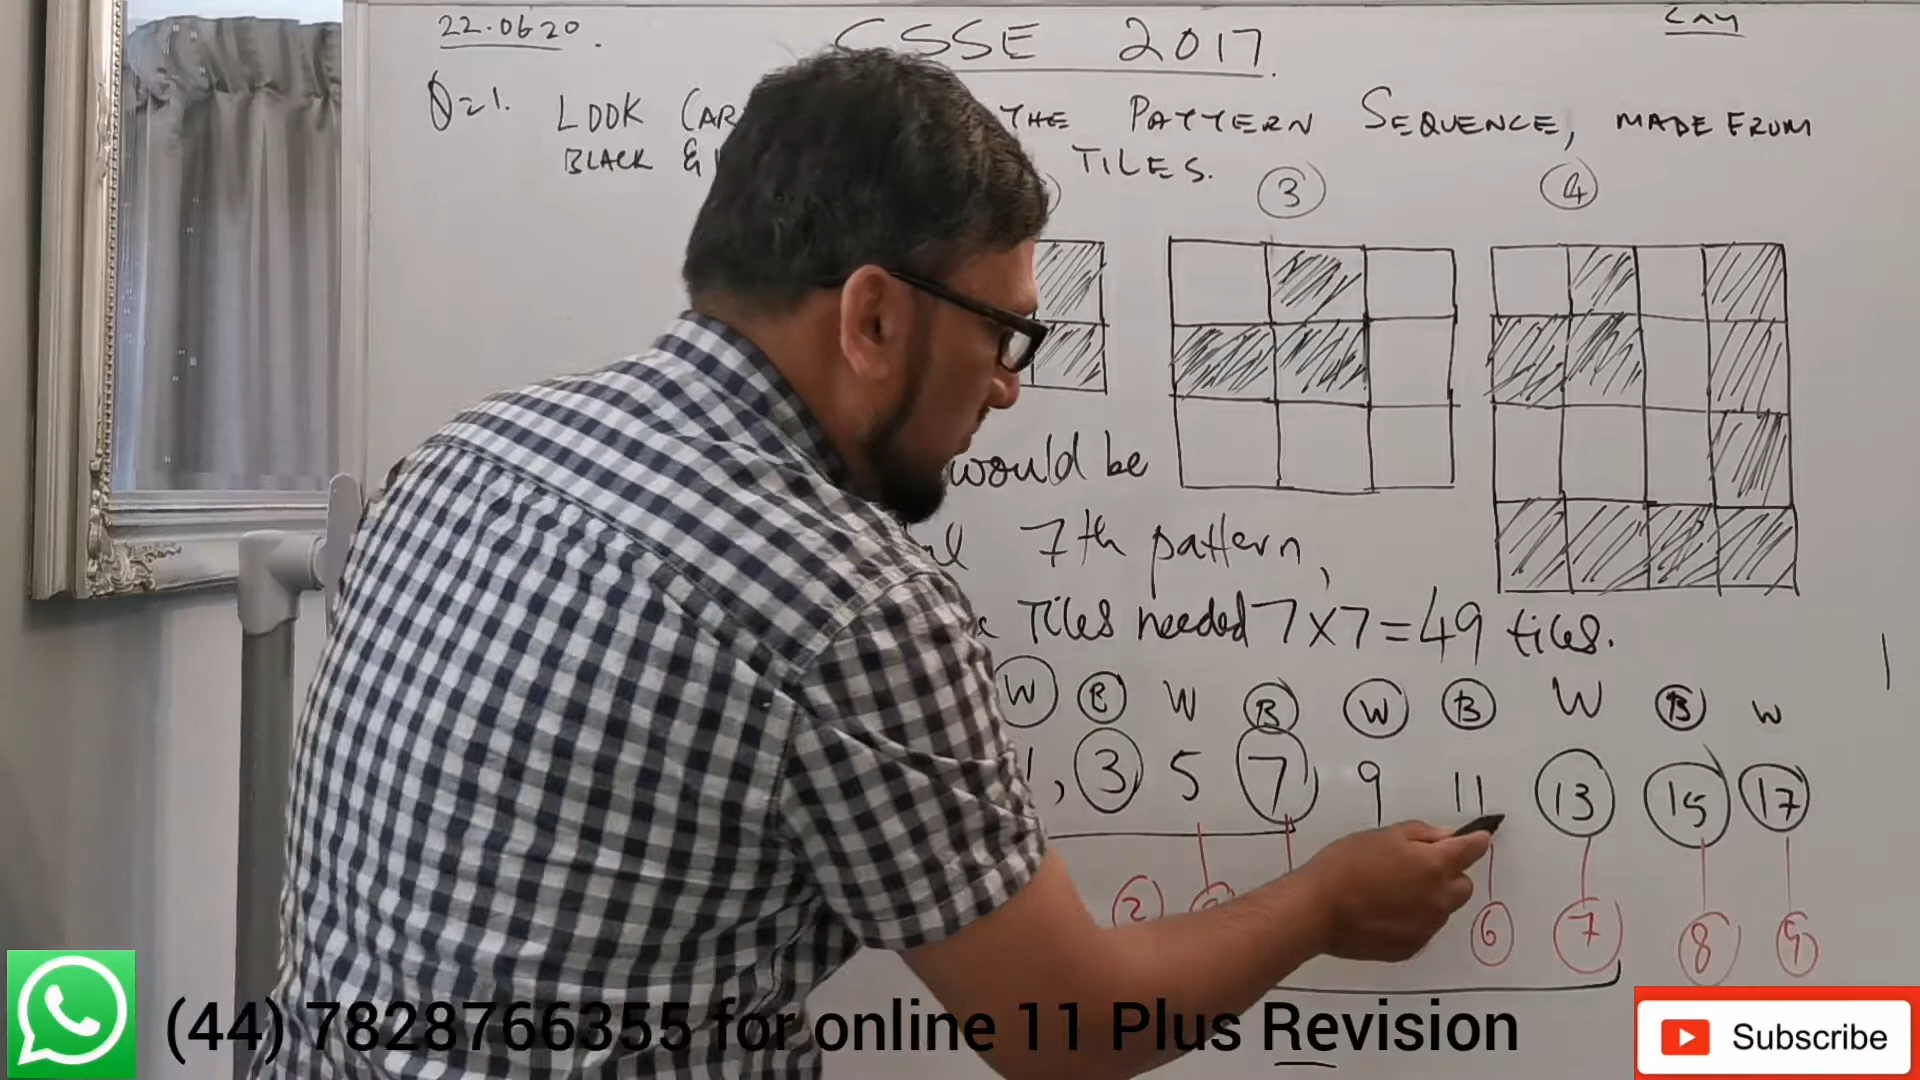 22.06.20.
CSSE 2017.
Q=1. LOOK THE PATTERN SEQUENCE, MADE FROM
BLACK & TILES.
3 4
would be
7th pattern,
Tiles needed 7×7=49 tiles.
W B W B W B W B W
1, 3 5 7 9 11 13 15 17
2 6 7 8 9
(44) 7828766355 for online 11 Plus Revision
Subscribe